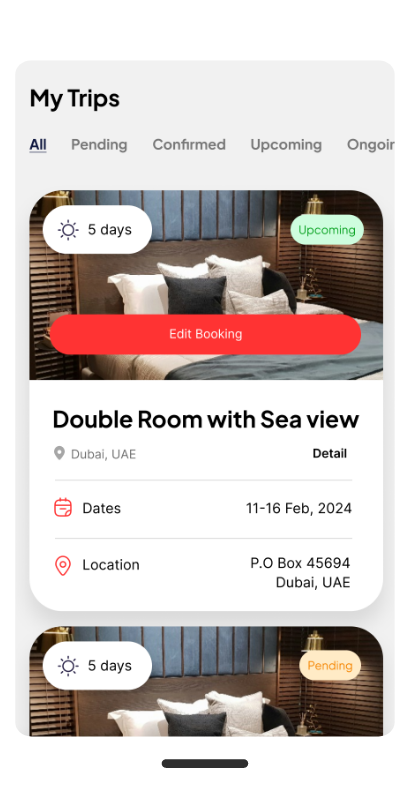 My Trips
All Pending Confirmed Upcoming
5 days
Upcoming
Edit Booking
Double Room with Sea view
Dubai, UAE
Detail
Dates
11-16 Feb, 2024
Location
P.O Box 45694
Dubai, UAE
5 days
Pending